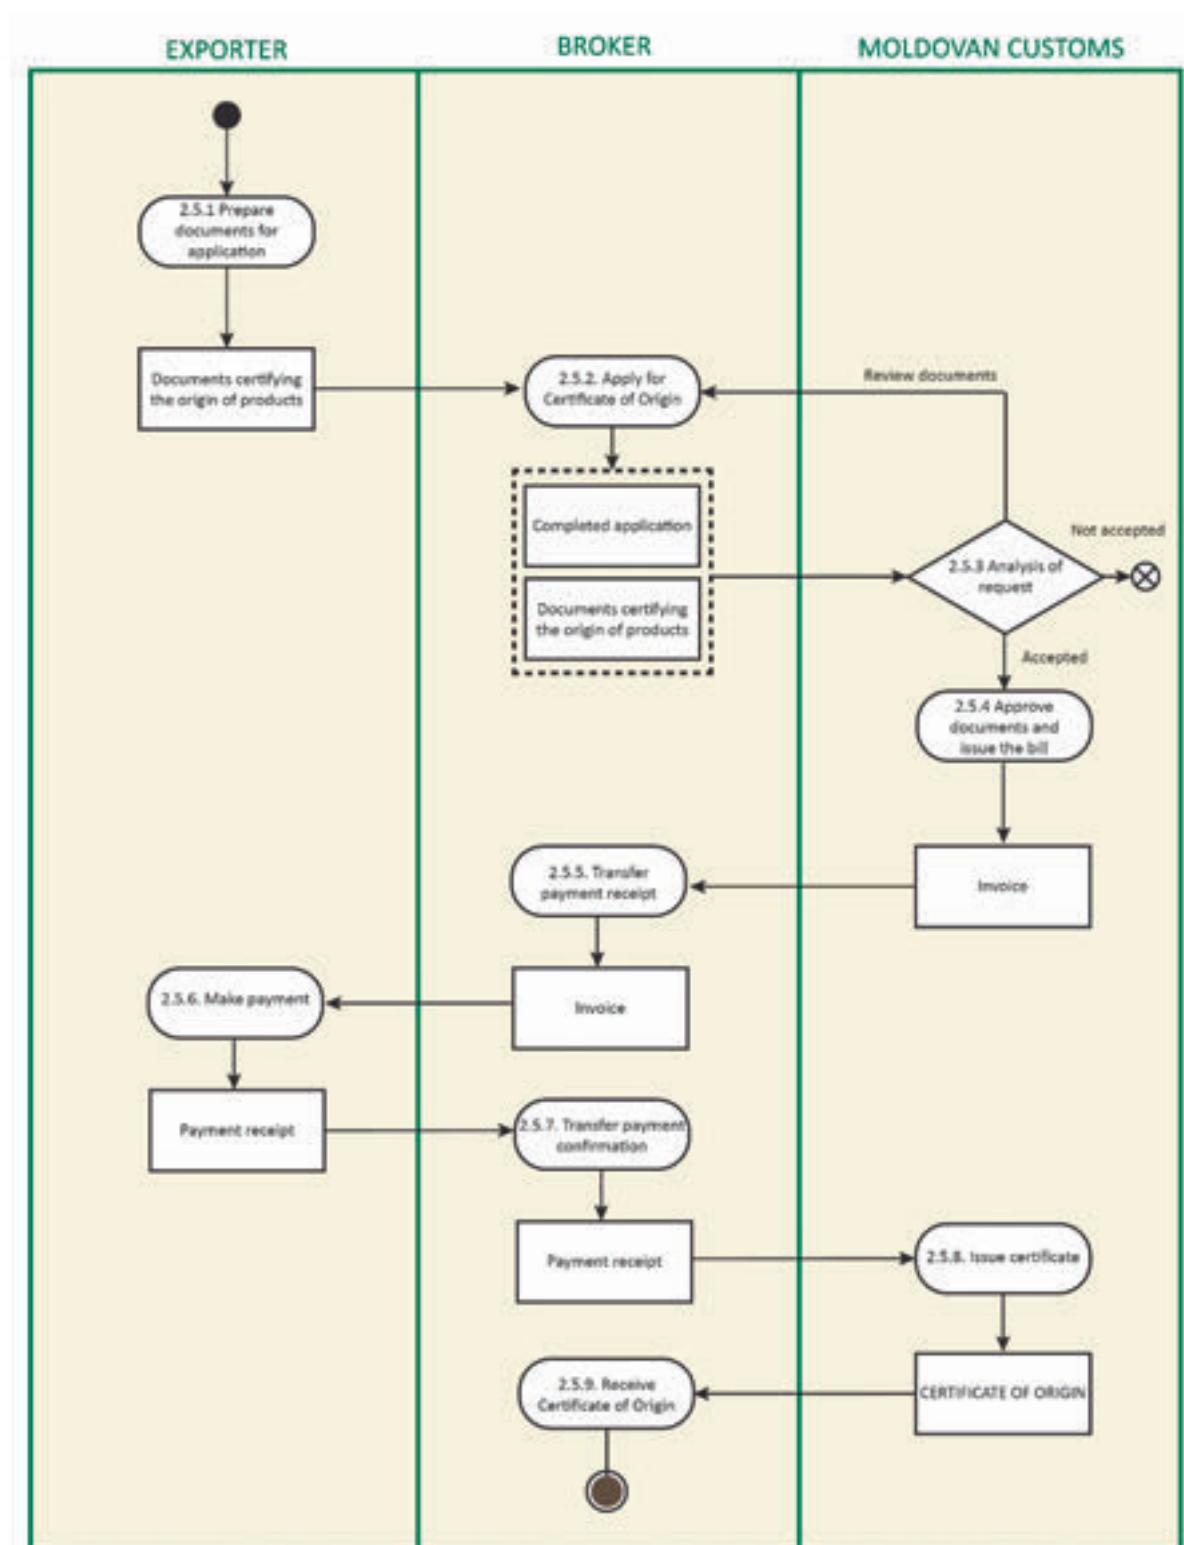 EXPORTER
BROKER
MOLDOVAN CUSTOMS
2.5.1 Prepare
documents for
application
Documents certifying
the origin of products
2.5.2. Apply for
Certificate of Origin
Review documents
Completed application
Documents certifying
the origin of products
2.5.3 Analysis of
request
Not accepted
Accepted
2.5.4 Approve
documents and
issue the bill
Invoice
2.5.5. Transfer
payment receipt
Invoice
2.5.6. Make payment
Payment receipt
2.5.7. Transfer payment
confirmation
Payment receipt
2.5.8. Issue certificate
CERTIFICATE OF ORIGIN
2.5.9. Receive
Certificate of Origin